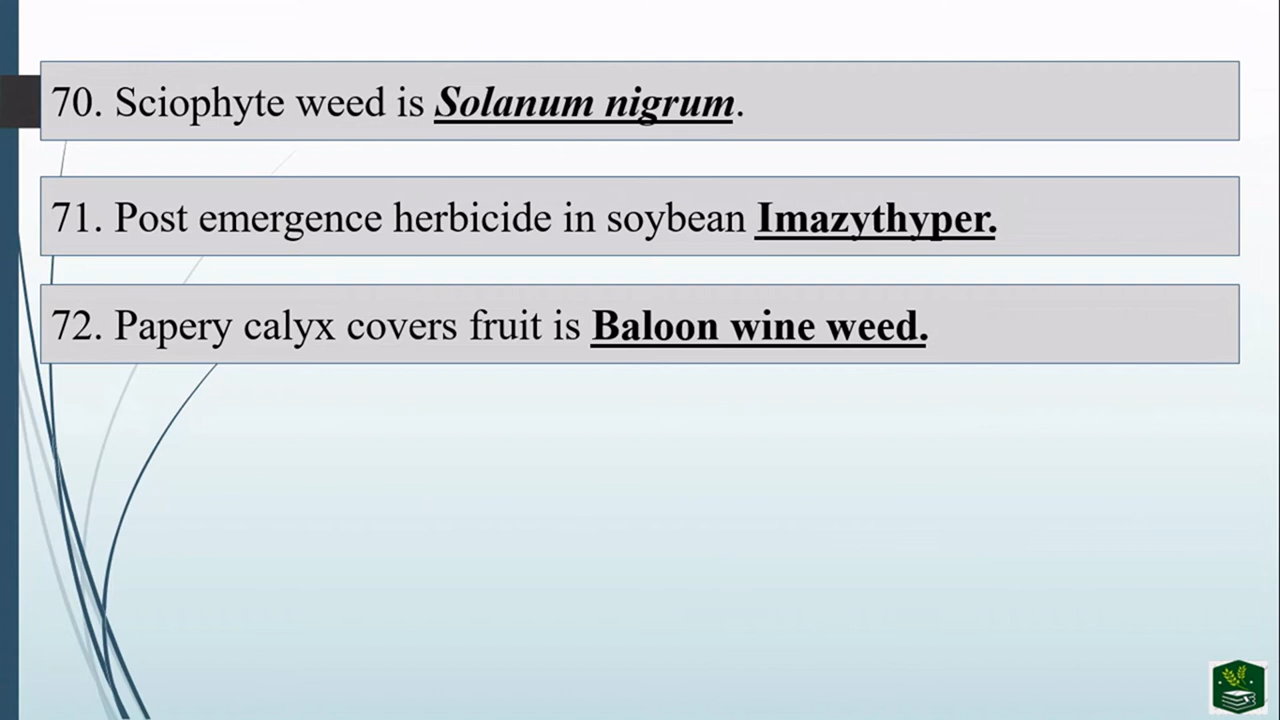 70. Sciophyte weed is Solanum nigrum.
71. Post emergence herbicide in soybean Imazythyper.
72. Papery calyx covers fruit is Baloon wine weed.